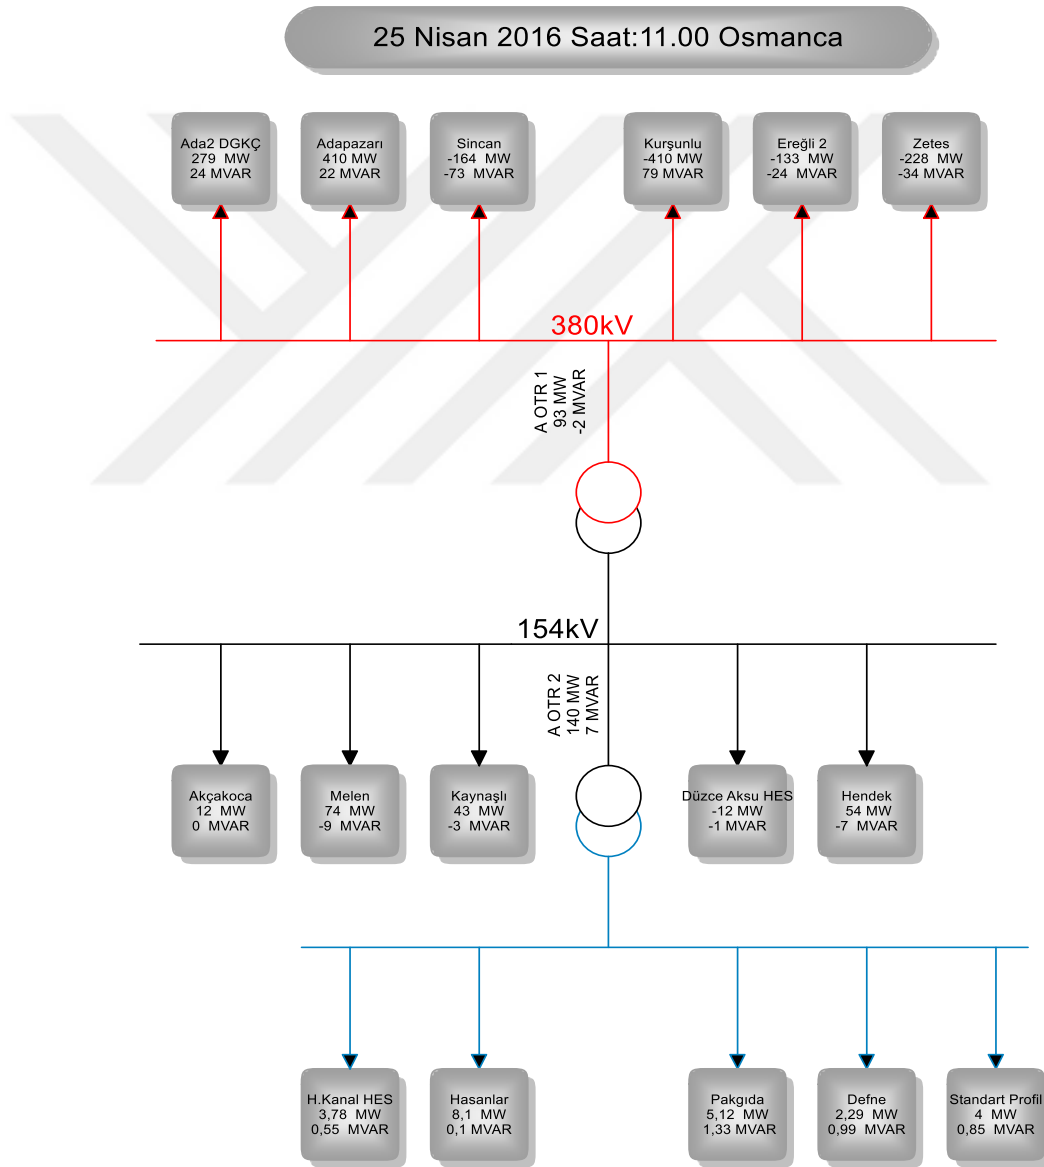 25 Nisan 2016 Saat:11.00 Osmanca
Ada2 DGKÇ
279 MW
24 MVAR
Adapazarı
410 MW
22 MVAR
Sincan
-164 MW
-73 MVAR
Kurşunlu
-410 MW
79 MVAR
Ereğli 2
-133 MW
-24 MVAR
Zetes
-228 MW
-34 MVAR
380kV
A OTR 1
93 MW
-2 MVAR
154kV
A OTR 2
140 MW
7 MVAR
Akçakoca
12 MW
0 MVAR
Melen
74 MW
-9 MVAR
Kaynaşlı
43 MW
-3 MVAR
Düzce Aksu HES
-12 MW
-1 MVAR
Hendek
54 MW
-7 MVAR
H.Kanal HES
3,78 MW
0,55 MVAR
Hasanlar
8,1 MW
0,1 MVAR
Pakgıda
5,12 MW
1,33 MVAR
Defne
2,29 MW
0,99 MVAR
Standart Profil
4 MW
0,85 MVAR